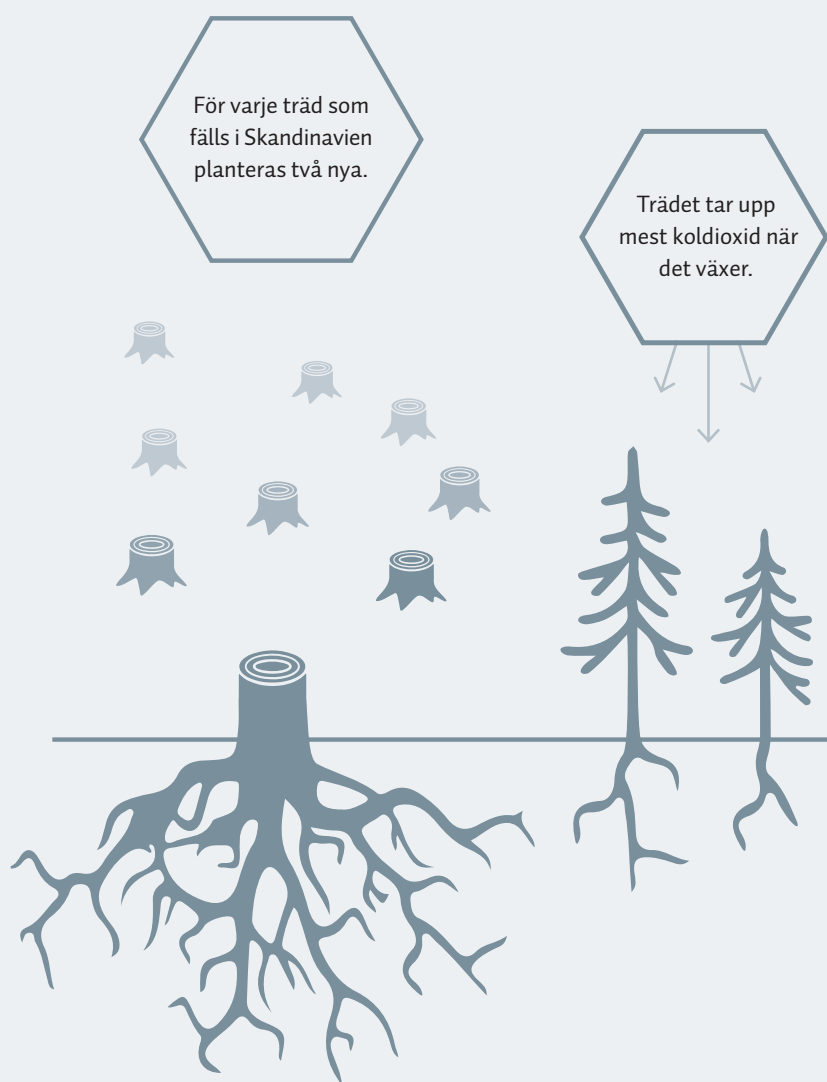 För varje träd som
fälls i Skandinavien
planteras två nya.
Trädet tar upp
mest koldioxid när
det växer.